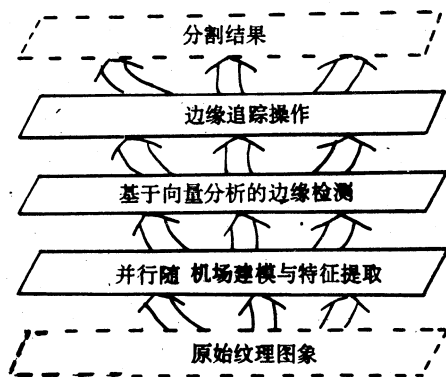 分割结果
边缘追踪操作
基于向量分析的边缘检测
并行随 机场建模与特征提取
原始纹理图象